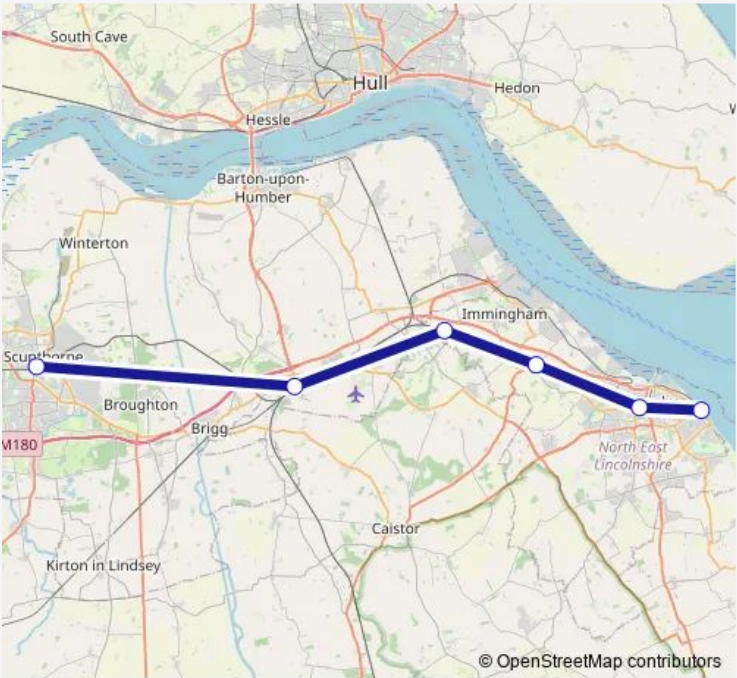 South Cave
Hull
Hedon
Hessle
Barton-upon-
Humber
Winterton
Immingham
Scunthorpe
Broughton
M180
Brigg
North East
Lincolnshire
Caistor
Kirton in Lindsey
© OpenStreetMap contributors